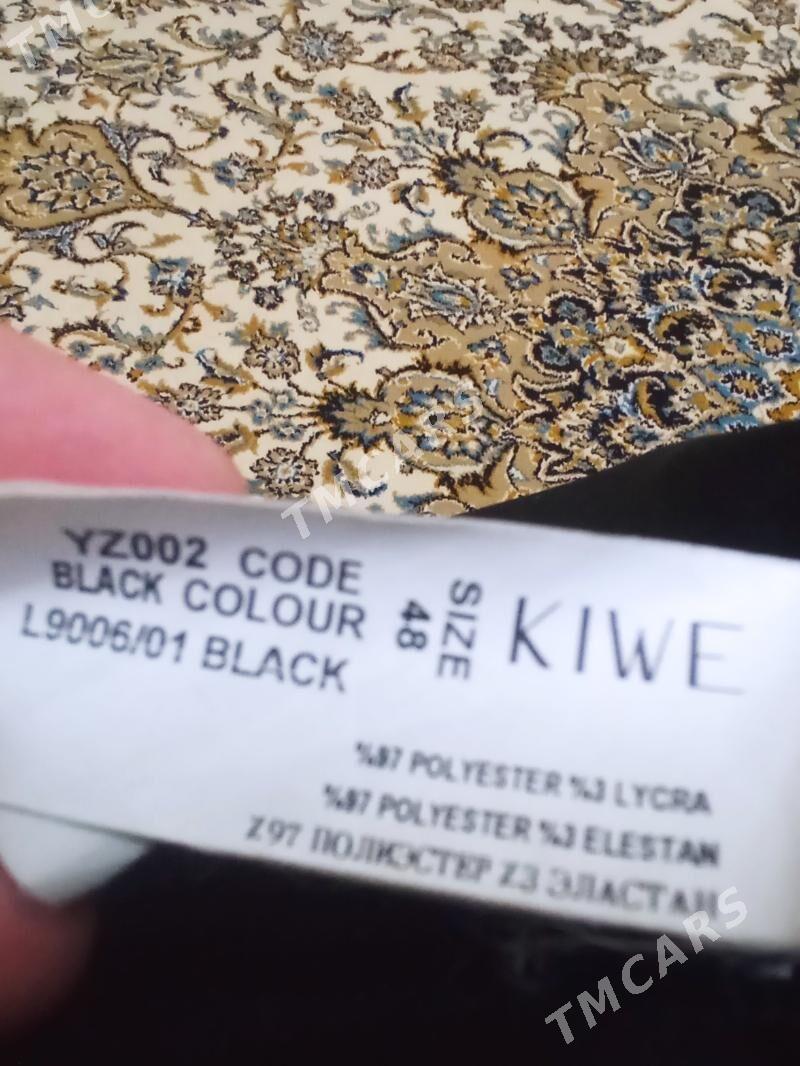 YZ002 CODE
BLACK COLOUR
L9006/01 BLACK
SIZE
48
KIWE
%97 POLYESTER %3 LYCRA
%97 POLYESTER %3 ELESTAN
Z97 ПОЛИЭСТЕР Z3 ЭЛАСТАН
TMCARS
TMCARS
TMCARS